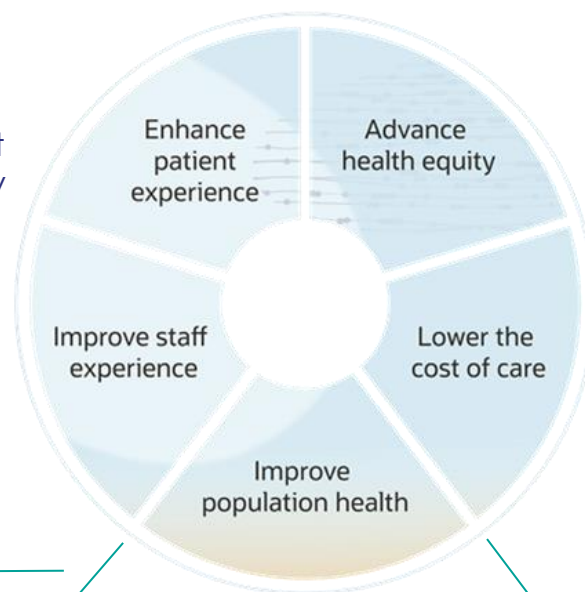 Enhance
patient
experience
Advance
health equity
Improve staff
experience
Lower the
cost of care
Improve
population health